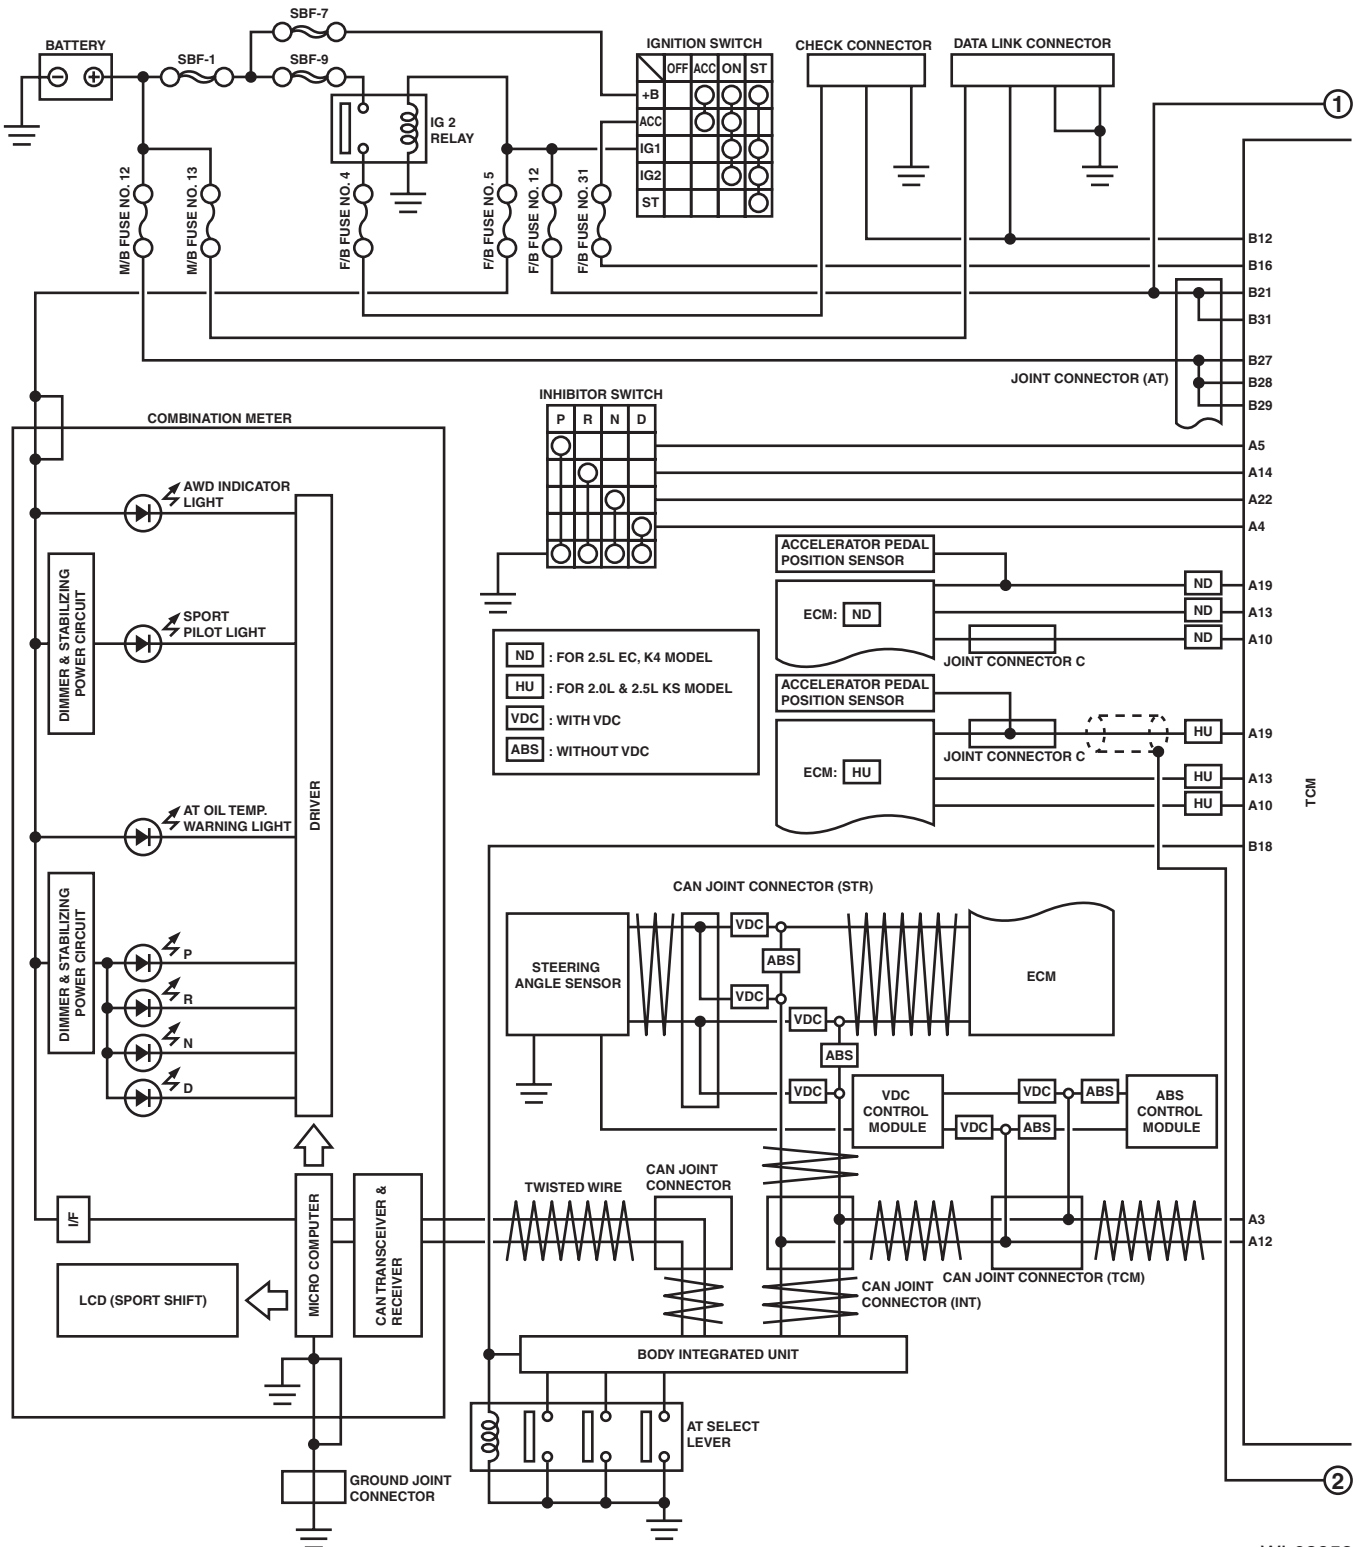 SBF-7
BATTERY
SBF-1
SBF-9
IG 2
RELAY
IGNITION SWITCH
OFF ACC ON ST
+B
ACC
IG1
IG2
ST
CHECK CONNECTOR
DATA LINK CONNECTOR
1
M/B FUSE NO. 12
M/B FUSE NO. 13
F/B FUSE NO. 4
F/B FUSE NO. 5
F/B FUSE NO. 12
F/B FUSE NO. 31
B12
B16
B21
B31
B27
B28
B29
JOINT CONNECTOR (AT)
INHIBITOR SWITCH
P R N D
A5
A14
A22
A4
COMBINATION METER
AWD INDICATOR
LIGHT
DIMMER & STABILIZING
POWER CIRCUIT
SPORT
PILOT LIGHT
AT OIL TEMP.
WARNING LIGHT
DRIVER
DIMMER & STABILIZING
POWER CIRCUIT
P
R
N
D
I/F
MICRO COMPUTER
CAN TRANSCEIVER &
RECEIVER
LCD (SPORT SHIFT)
GROUND JOINT
CONNECTOR
ND : FOR 2.5L EC, K4 MODEL
HU : FOR 2.0L & 2.5L KS MODEL
VDC : WITH VDC
ABS : WITHOUT VDC
ACCELERATOR PEDAL
POSITION SENSOR
ECM: ND
ND A19
ND A13
ND A10
JOINT CONNECTOR C
ACCELERATOR PEDAL
POSITION SENSOR
ECM: HU
JOINT CONNECTOR C
HU A19
HU A13
HU A10
TCM
B18
CAN JOINT CONNECTOR (STR)
STEERING
ANGLE SENSOR
VDC
ABS
VDC
VDC
ABS
VDC
ECM
VDC
CONTROL
MODULE
VDC ABS
VDC ABS
ABS
CONTROL
MODULE
TWISTED WIRE
CAN JOINT
CONNECTOR
A3
A12
CAN JOINT CONNECTOR (TCM)
CAN JOINT
CONNECTOR (INT)
BODY INTEGRATED UNIT
AT SELECT
LEVER
2